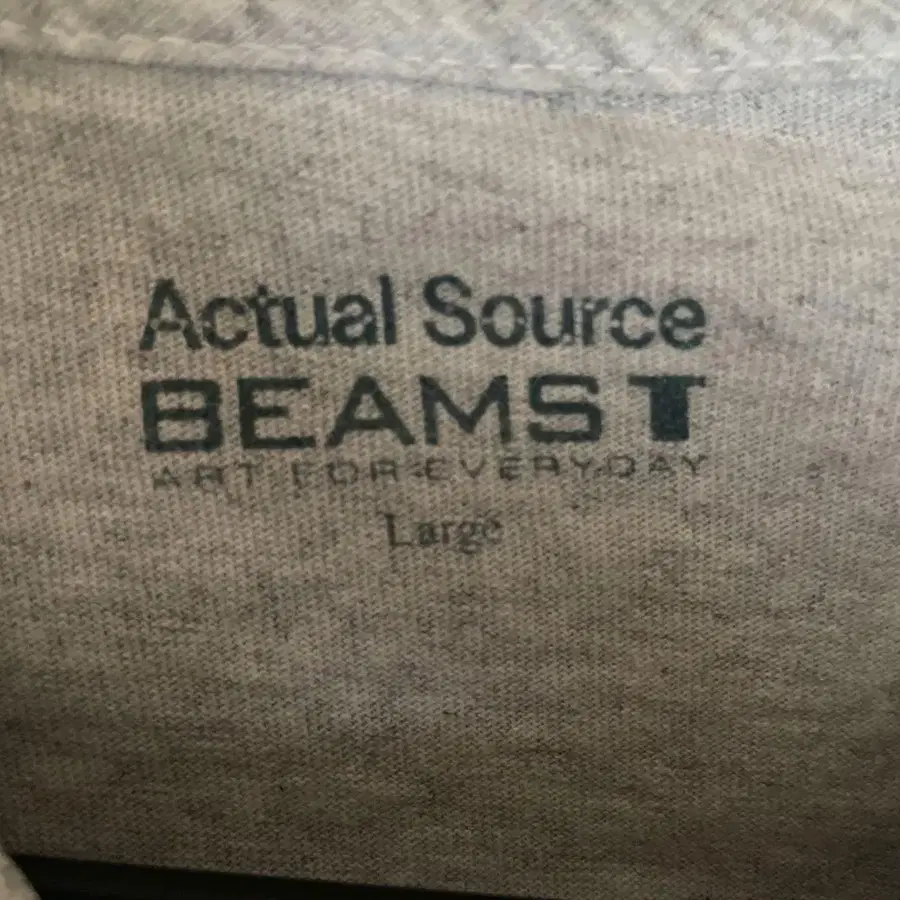 Actual Source
BEAMS T
ART FOR EVERYDAY
Large